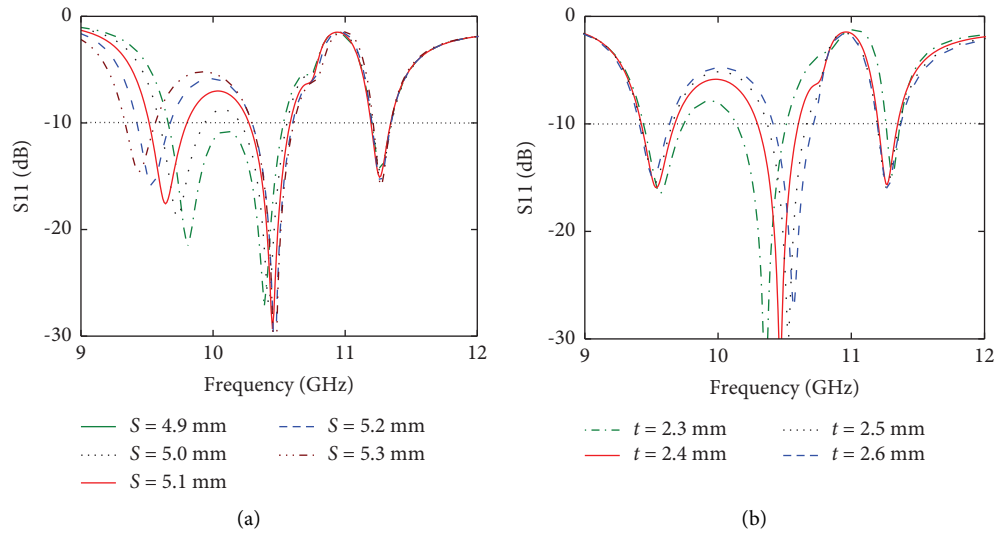 0
-10
-20
-30
S11 (dB)
9 10 11 12
Frequency (GHz)
S = 4.9 mm
S = 5.0 mm
S = 5.1 mm
S = 5.2 mm
S = 5.3 mm
(a)
0
-10
-20
-30
S11 (dB)
9 10 11 12
Frequency (GHz)
t = 2.3 mm
t = 2.4 mm
t = 2.5 mm
t = 2.6 mm
(b)